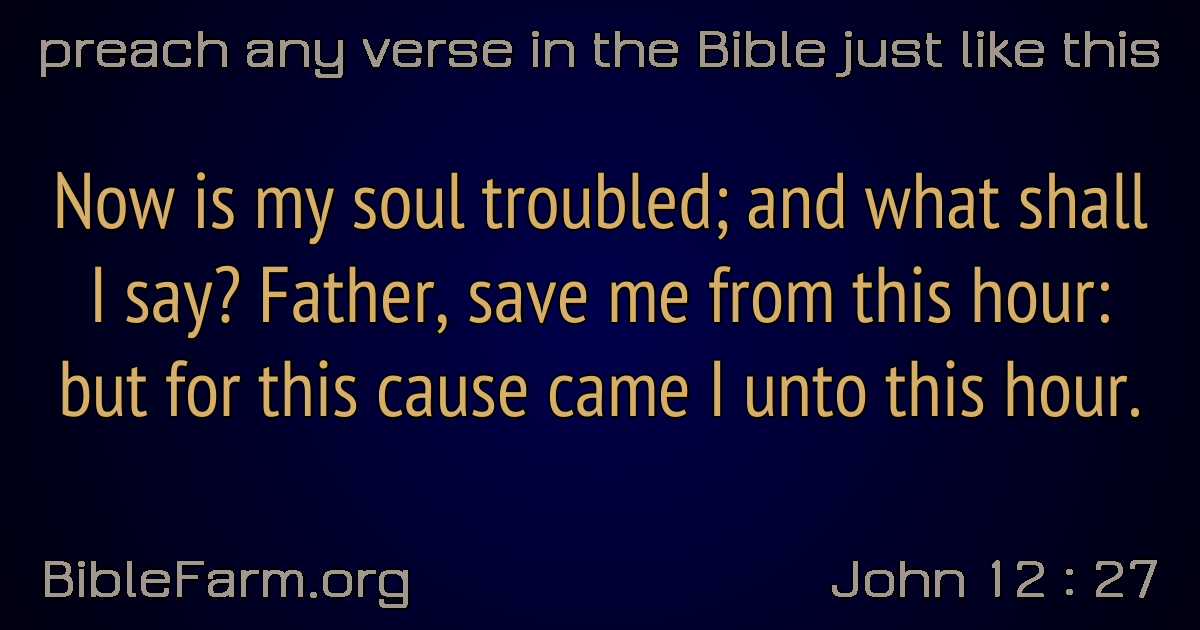 preach any verse in the Bible just like this
Now is my soul troubled; and what shall
I say? Father, save me from this hour:
but for this cause came I unto this hour.
BibleFarm.org
John 12 : 27